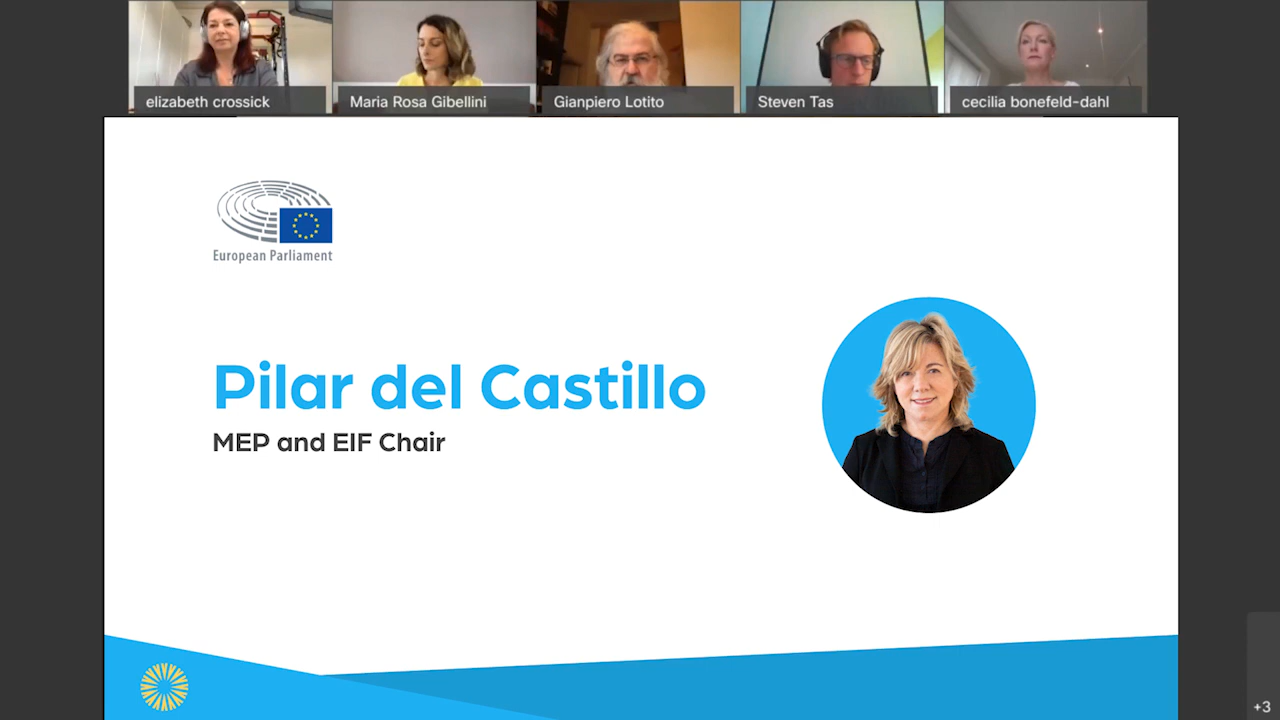 elizabeth crossick
Maria Rosa Gibellini
Gianpiero Lotito
Steven Tas
cecilia bonefeld-dahl
European Parliament
Pilar del Castillo
MEP and EIF Chair
+3